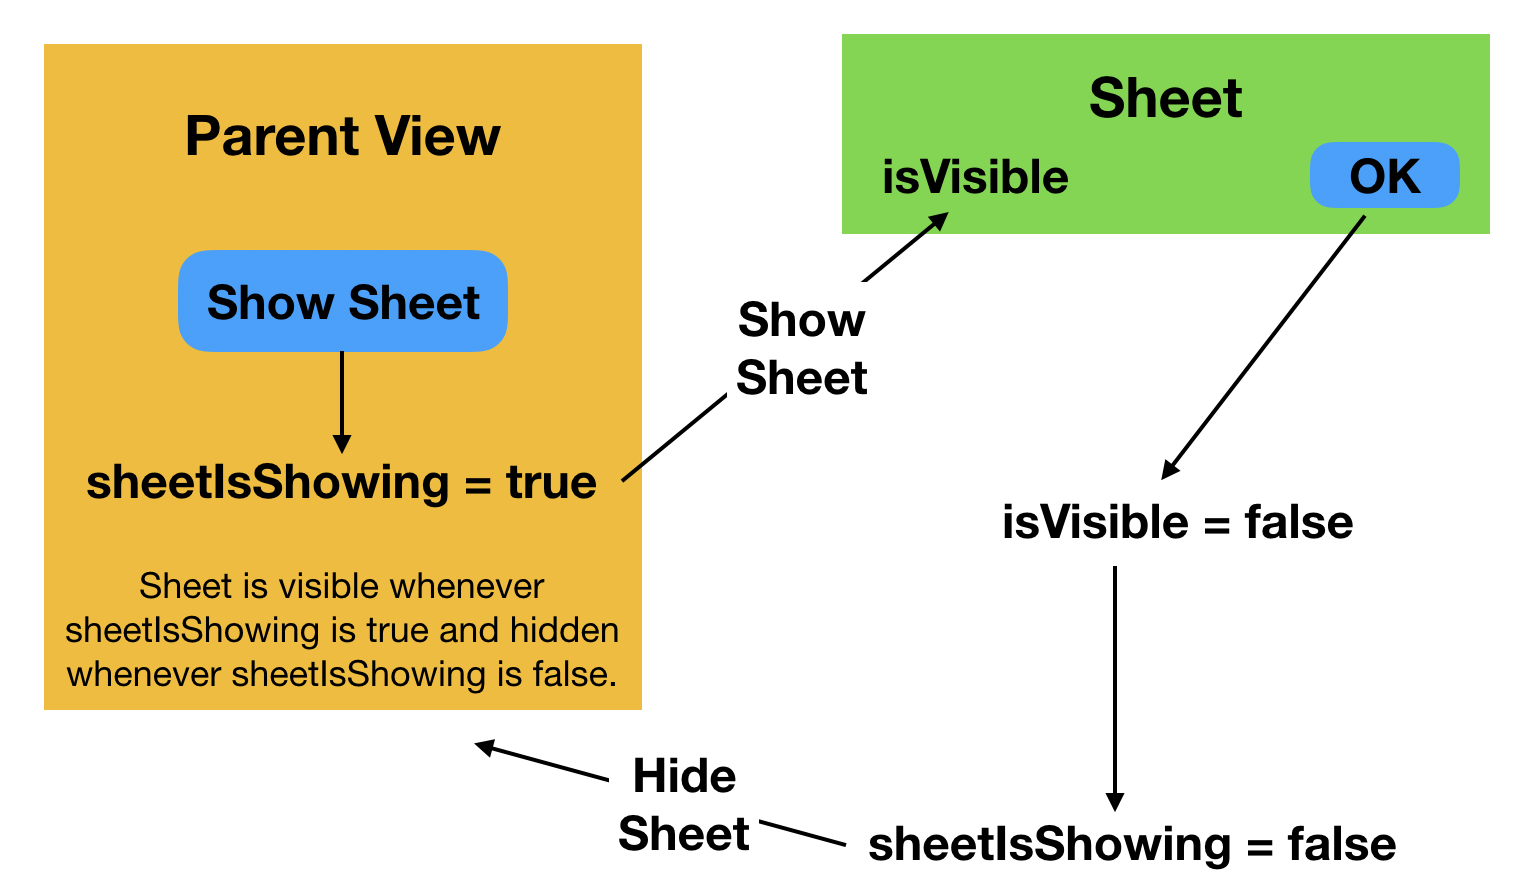 Parent View
Show Sheet
sheetIsShowing = true
Sheet is visible whenever
sheetIsShowing is true and hidden
whenever sheetIsShowing is false.
Show
Sheet
Sheet
isVisible
OK
isVisible = false
sheetIsShowing = false
Hide
Sheet